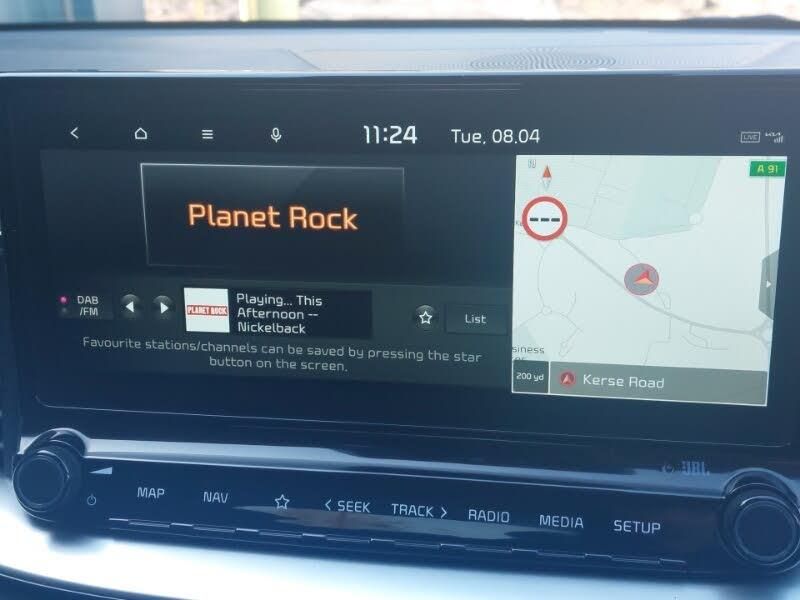 11:24 Tue, 08.04
LIVE
A 91
Planet Rock
DAB
/FM
PLANET ROCK
Playing... This
Afternoon --
Nickelback
List
Favourite stations/channels can be saved by pressing the star
button on the screen.
N
siness
200 yd
Kerse Road
JBL
MAP NAV < SEEK TRACK > RADIO MEDIA SETUP